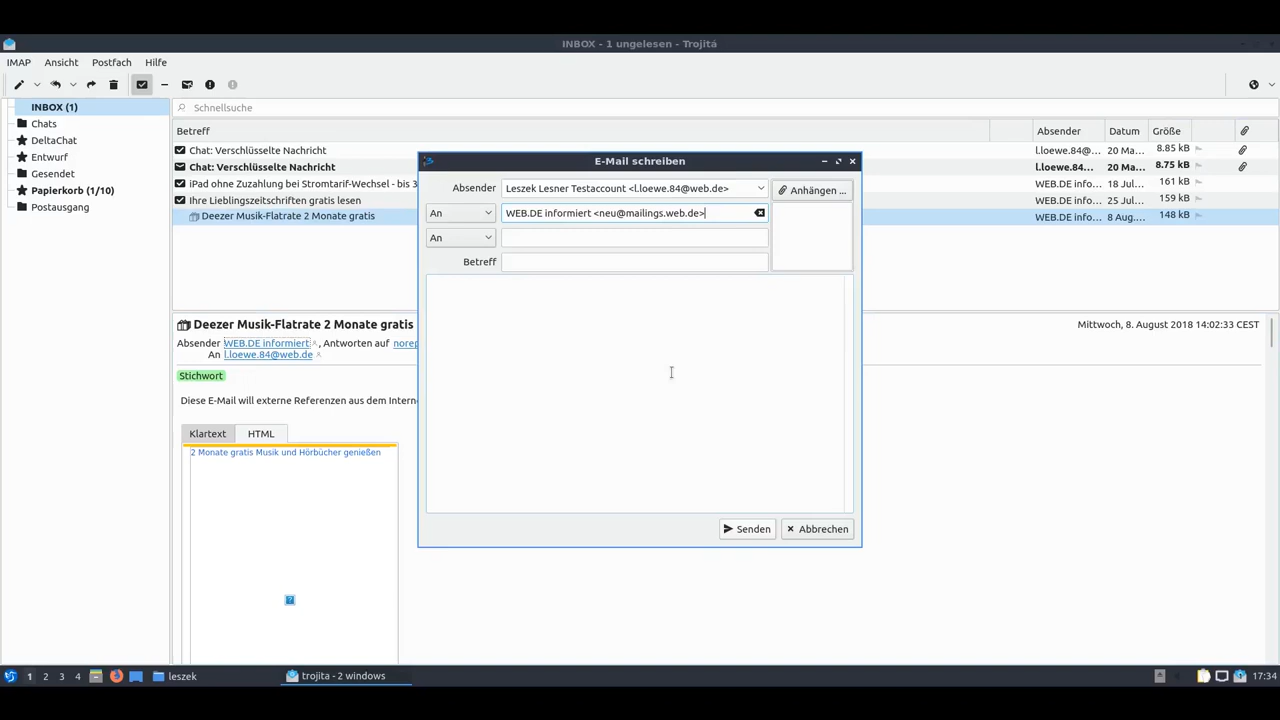 INBOX - 1 ungelesen - Trojitá
IMAP Ansicht Postfach Hilfe
INBOX (1)
Chats
DeltaChat
Entwurf
Gesendet
Papierkorb (1/10)
Postausgang
Schnellsuche
Betreff Absender Datum Größe
Chat: Verschlüsselte Nachricht l.loewe.84@... 20 Ma... 8.85 kB
Chat: Verschlüsselte Nachricht l.loewe.84... 20 Ma... 8.75 kB
iPad ohne Zuzahlung bei Stromtarif-Wechsel - bis 3 WEB.DE info... 18 Jul... 161 kB
Ihre Lieblingszeitschriften gratis lesen WEB.DE info... 25 Jul... 159 kB
Deezer Musik-Flatrate 2 Monate gratis WEB.DE info... 8 Aug.... 148 kB
E-Mail schreiben
Absender Leszek Lesner Testaccount <l.loewe.84@web.de> Anhängen ...
An WEB.DE informiert <neu@mailings.web.de>
An
Betreff
Senden Abbrechen
Deezer Musik-Flatrate 2 Monate gratis Mittwoch, 8. August 2018 14:02:33 CEST
Absender WEB.DE informiert, Antworten auf norep
An l.loewe.84@web.de
Stichwort
Diese E-Mail will externe Referenzen aus dem Intern
Klartext HTML
2 Monate gratis Musik und Hörbücher genießen
1 2 3 4 leszek trojita - 2 windows 17:34